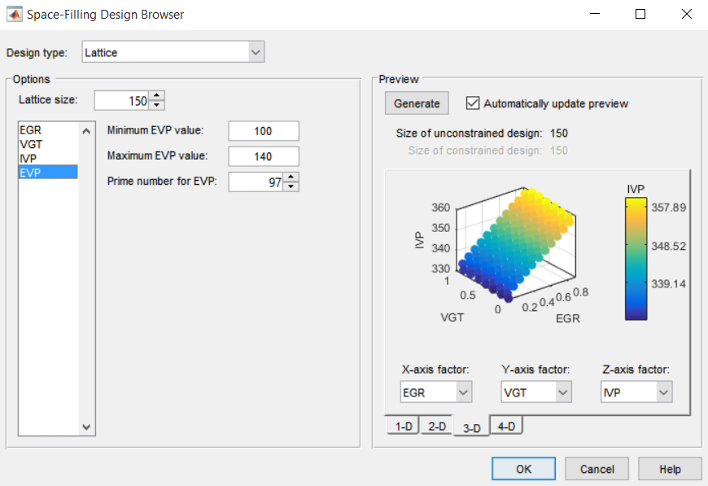 Space-Filling Design Browser
Design type: Lattice
Options
Lattice size: 150
EGR
VGT
IVP
EVP
Minimum EVP value: 100
Maximum EVP value: 140
Prime number for EVP: 97
Preview
Generate
Automatically update preview
Size of unconstrained design: 150
Size of constrained design: 150
IVP
360
350
340
330
IVP
1
0.5
0
VGT
0.2
0.4
0.6
0.8
EGR
357.89
348.52
339.14
X-axis factor: Y-axis factor: Z-axis factor:
EGR VGT IVP
1-D 2-D 3-D 4-D
OK Cancel Help